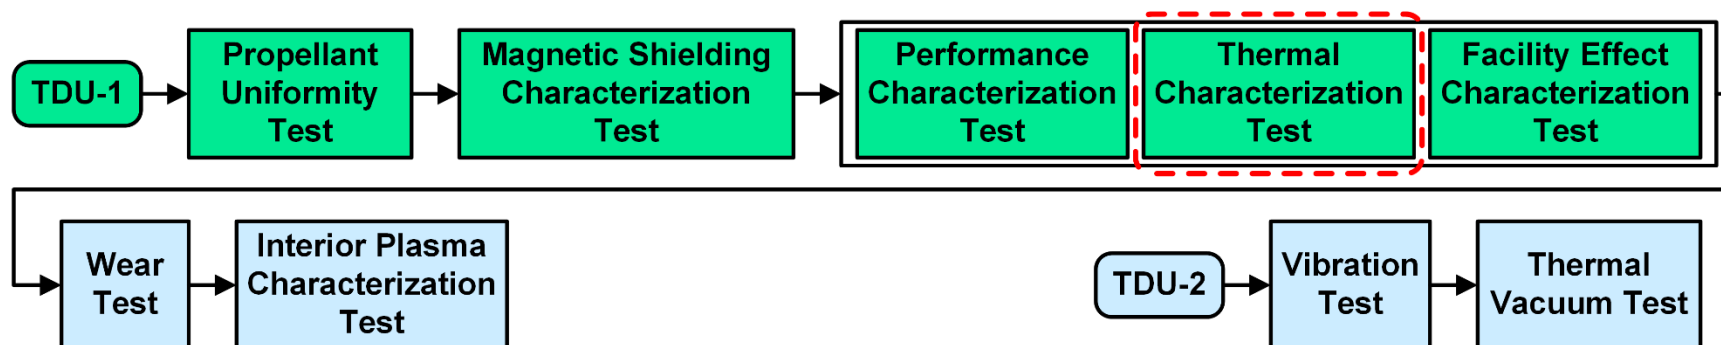 TDU-1
Propellant
Uniformity
Test
Magnetic Shielding
Characterization
Test
Performance
Characterization
Test
Thermal
Characterization
Test
Facility Effect
Characterization
Test
Wear
Test
Interior Plasma
Characterization
Test
TDU-2
Vibration
Test
Thermal
Vacuum Test